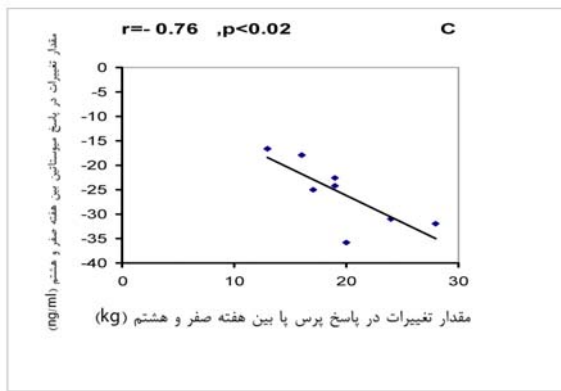 r=- 0.76 ,p<0.02 C
مقدار تغییرات در پاسخ میوستاتین بین هفته صفر و هشتم (ng/ml)
0
-5
-10
-15
-20
-25
-30
-35
-40
0 10 20 30
مقدار تغییرات در پاسخ پرس پا بین هفته صفر و هشتم (kg)